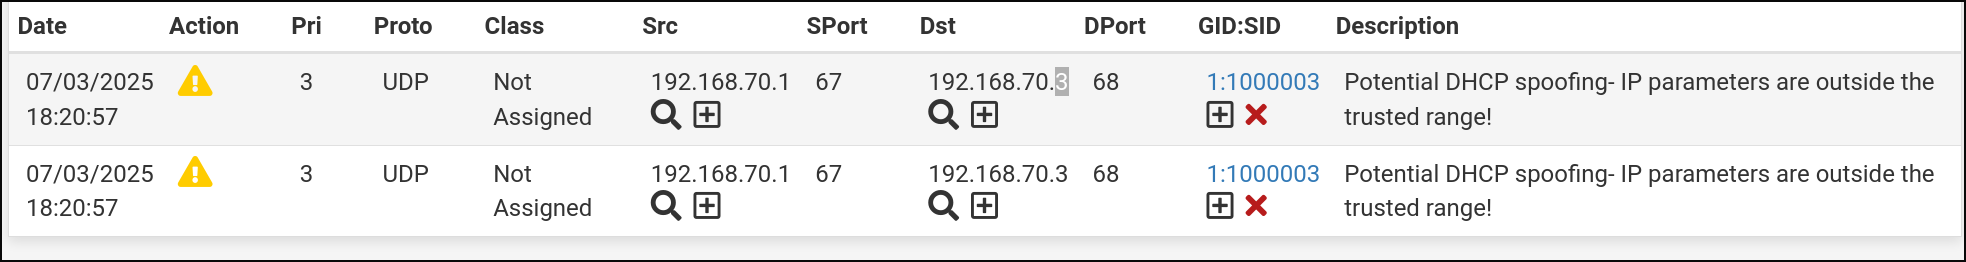 Date Action Pri Proto Class Src SPort Dst DPort GID:SID Description
07/03/2025 3 UDP Not 192.168.70.1 67 192.168.70.3 68 1:1000003 Potential DHCP spoofing- IP parameters are outside the
18:20:57 Assigned trusted range!
07/03/2025 3 UDP Not 192.168.70.1 67 192.168.70.3 68 1:1000003 Potential DHCP spoofing- IP parameters are outside the
18:20:57 Assigned trusted range!